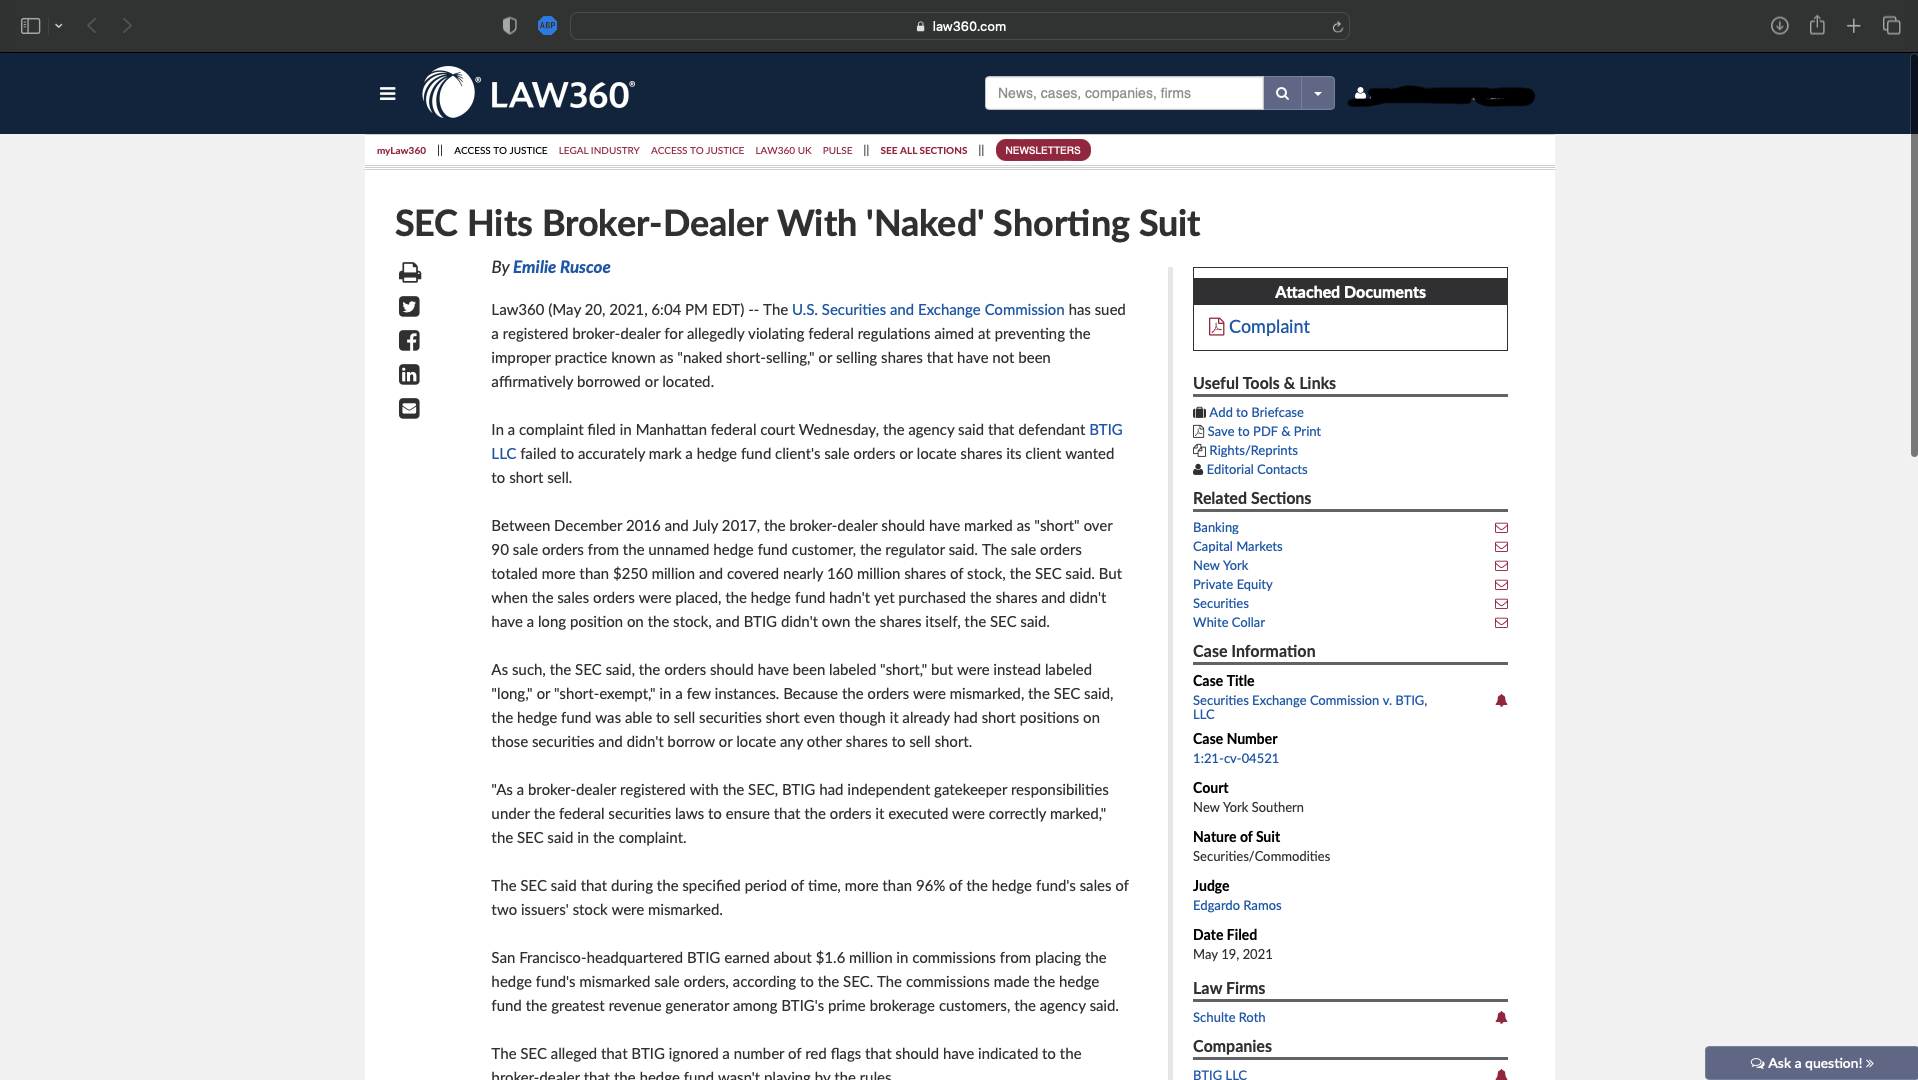 ABP
law360.com
LAW360®
News, cases, companies, firms
myLaw360 || ACCESS TO JUSTICE LEGAL INDUSTRY ACCESS TO JUSTICE LAW360 UK PULSE || SEE ALL SECTIONS || NEWSLETTERS
SEC Hits Broker-Dealer With 'Naked' Shorting Suit
By Emilie Ruscoe
Law360 (May 20, 2021, 6:04 PM EDT) -- The U.S. Securities and Exchange Commission has sued
a registered broker-dealer for allegedly violating federal regulations aimed at preventing the
improper practice known as "naked short-selling," or selling shares that have not been
affirmatively borrowed or located.
In a complaint filed in Manhattan federal court Wednesday, the agency said that defendant BTIG
LLC failed to accurately mark a hedge fund client's sale orders or locate shares its client wanted
to short sell.
Between December 2016 and July 2017, the broker-dealer should have marked as "short" over
90 sale orders from the unnamed hedge fund customer, the regulator said. The sale orders
totaled more than $250 million and covered nearly 160 million shares of stock, the SEC said. But
when the sales orders were placed, the hedge fund hadn't yet purchased the shares and didn't
have a long position on the stock, and BTIG didn't own the shares itself, the SEC said.
As such, the SEC said, the orders should have been labeled "short," but were instead labeled
"long," or "short-exempt," in a few instances. Because the orders were mismarked, the SEC said,
the hedge fund was able to sell securities short even though it already had short positions on
those securities and didn't borrow or locate any other shares to sell short.
"As a broker-dealer registered with the SEC, BTIG had independent gatekeeper responsibilities
under the federal securities laws to ensure that the orders it executed were correctly marked,"
the SEC said in the complaint.
The SEC said that during the specified period of time, more than 96% of the hedge fund's sales of
two issuers' stock were mismarked.
San Francisco-headquartered BTIG earned about $1.6 million in commissions from placing the
hedge fund's mismarked sale orders, according to the SEC. The commissions made the hedge
fund the greatest revenue generator among BTIG's prime brokerage customers, the agency said.
The SEC alleged that BTIG ignored a number of red flags that should have indicated to the
broker-dealer that the hedge fund wasn't playing by the rules.
Attached Documents
Complaint
Useful Tools & Links
Add to Briefcase
Save to PDF & Print
Rights/Reprints
Editorial Contacts
Related Sections
Banking
Capital Markets
New York
Private Equity
Securities
White Collar
Case Information
Case Title
Securities Exchange Commission v. BTIG,
LLC
Case Number
1:21-cv-04521
Court
New York Southern
Nature of Suit
Securities/Commodities
Judge
Edgardo Ramos
Date Filed
May 19, 2021
Law Firms
Schulte Roth
Companies
BTIG LLC
Ask a question! »